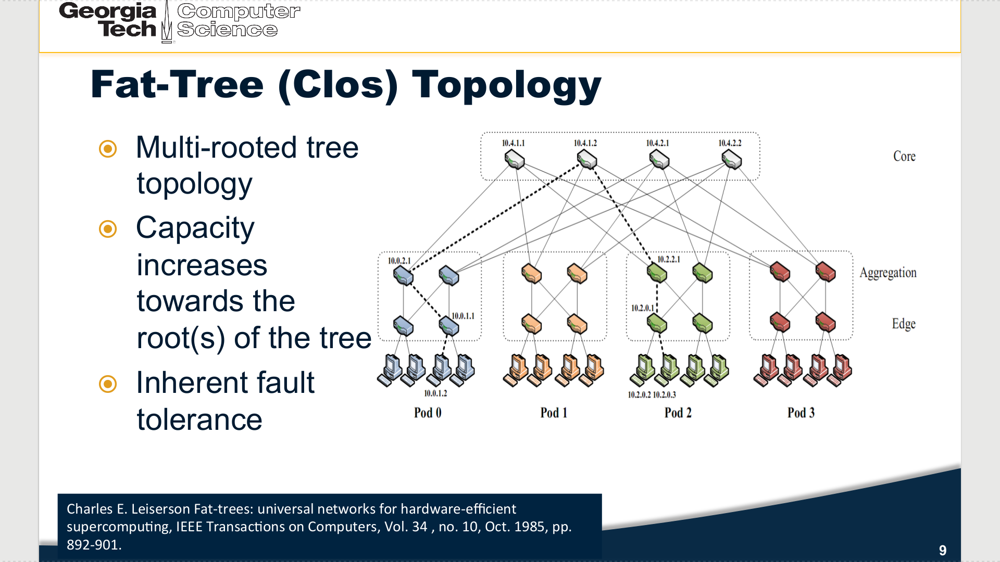 Georgia Tech Computer Science
Fat-Tree (Clos) Topology
Multi-rooted tree
topology
Capacity
increases
towards the
root(s) of the tree
Inherent fault
tolerance
10.4.1.1 10.4.1.2 10.4.2.1 10.4.2.2
Core
10.0.2.1 10.2.2.1
Aggregation
10.2.0.1
10.0.1.1
Edge
10.0.1.2 10.2.0.2 10.2.0.3
Pod 0 Pod 1 Pod 2 Pod 3
Charles E. Leiserson Fat-trees: universal networks for hardware-efficient
supercomputing, IEEE Transactions on Computers, Vol. 34 , no. 10, Oct. 1985, pp.
892-901.
9